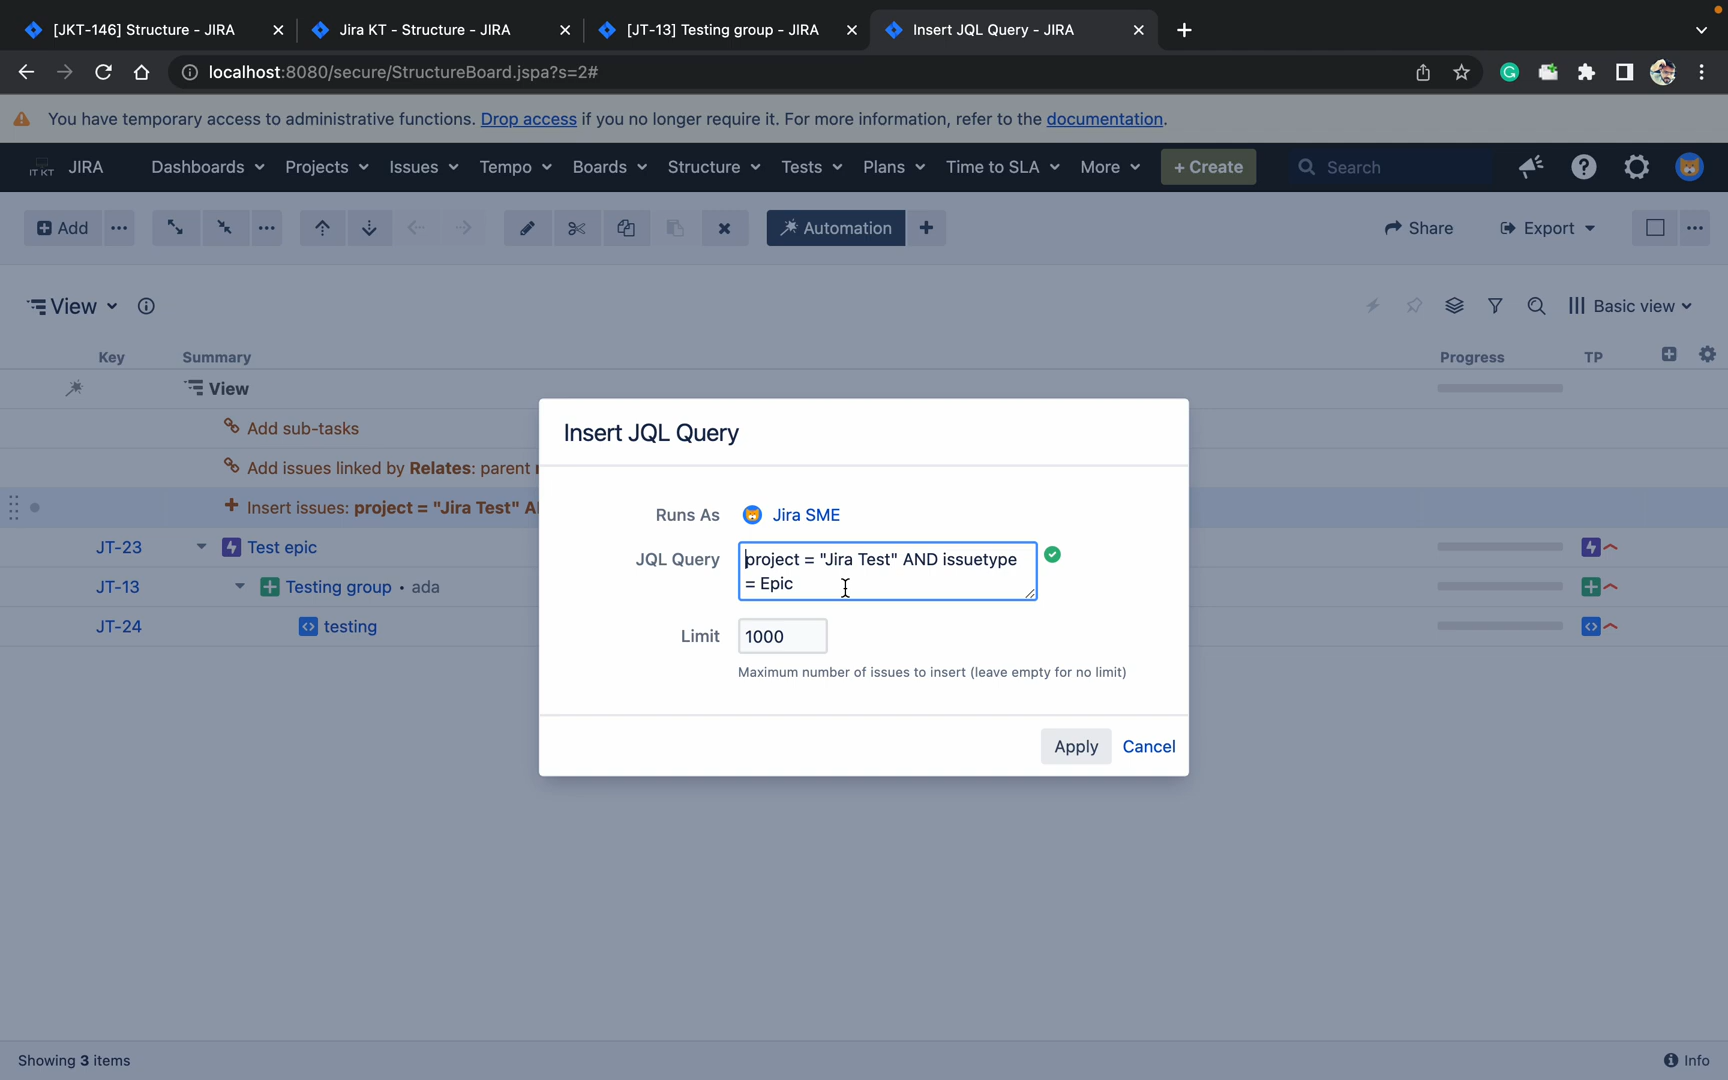 [JKT-146] Structure - JIRA
Jira KT - Structure - JIRA
[JT-13] Testing group - JIRA
Insert JQL Query - JIRA
localhost:8080/secure/StructureBoard.jspa?s=2#
You have temporary access to administrative functions. Drop access if you no longer require it. For more information, refer to the documentation.
IT KT JIRA Dashboards Projects Issues Tempo Boards Structure Tests Plans Time to SLA More + Create Search
Add Automation Share Export
View Basic view
Key Summary Progress TP
View
Add sub-tasks
Add issues linked by Relates: parent
Insert issues: project = "Jira Test"
JT-23 Test epic
JT-13 Testing group • ada
JT-24 testing
Insert JQL Query
Runs As Jira SME
JQL Query project = "Jira Test" AND issuetype
= Epic
Limit 1000
Maximum number of issues to insert (leave empty for no limit)
Apply Cancel
Showing 3 items
Info